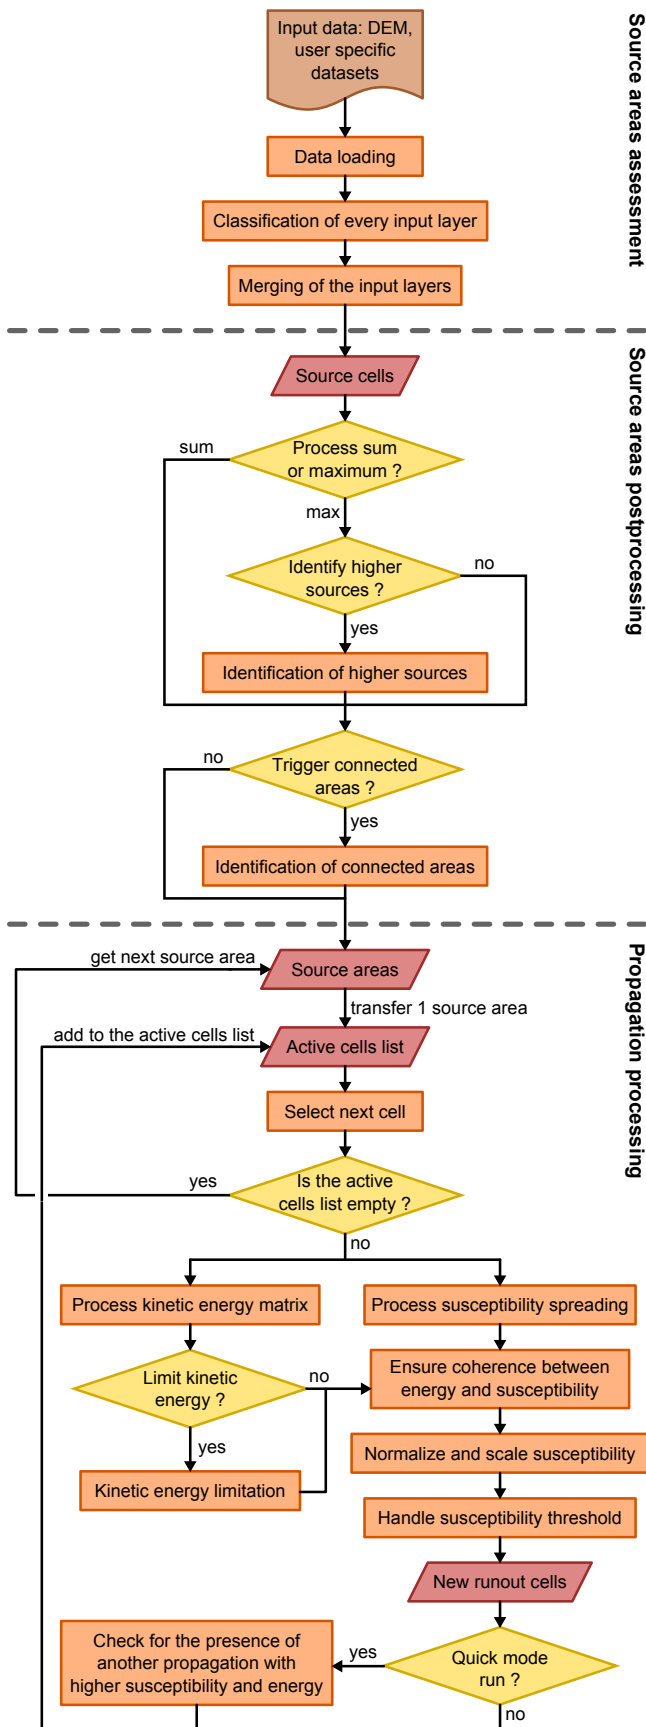 Input data: DEM,
user specific
datasets
Data loading
Classification of every input layer
Merging of the input layers
Source areas assessment
Source cells
Process sum
or maximum ?
sum
max
Identify higher
sources ?
no
yes
Identification of higher sources
Trigger connected
areas ?
no
yes
Identification of connected areas
Source areas postprocessing
get next source area
Source areas
transfer 1 source area
add to the active cells list
Active cells list
Select next cell
Is the active
cells list empty ?
yes
no
Process kinetic energy matrix
Process susceptibility spreading
Limit kinetic
energy ?
no
yes
Ensure coherence between
energy and susceptibility
Kinetic energy limitation
Normalize and scale susceptibility
Handle susceptibility threshold
New runout cells
Quick mode
run ?
yes
no
Check for the presence of
another propagation with
higher susceptibility and energy
Propagation processing